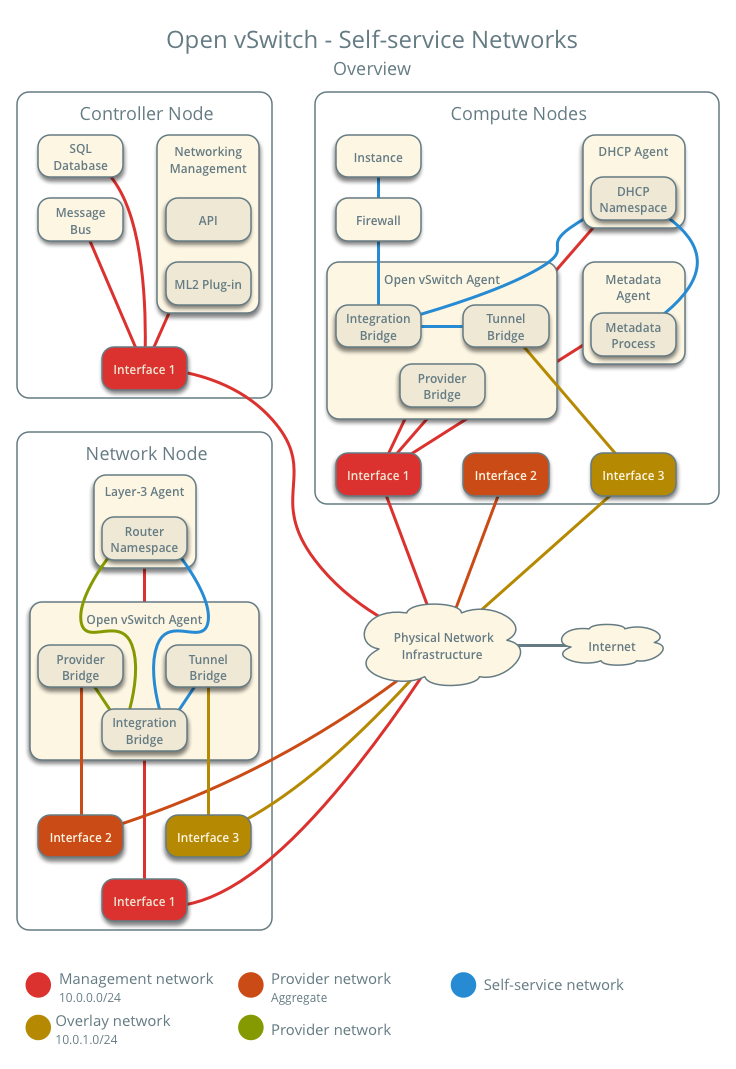 Open vSwitch - Self-service Networks
Overview
Controller Node
SQL
Database
Networking
Management
Message
Bus
API
ML2 Plug-in
Interface 1
Compute Nodes
Instance
DHCP Agent
DHCP
Namespace
Firewall
Open vSwitch Agent
Metadata
Agent
Integration
Bridge
Tunnel
Bridge
Metadata
Process
Provider
Bridge
Interface 1
Interface 2
Interface 3
Network Node
Layer-3 Agent
Router
Namespace
Open vSwitch Agent
Provider
Bridge
Tunnel
Bridge
Integration
Bridge
Interface 2
Interface 3
Interface 1
Physical Network
Infrastructure
Internet
Management network
10.0.0.0/24
Provider network
Aggregate
Self-service network
Overlay network
10.0.1.0/24
Provider network